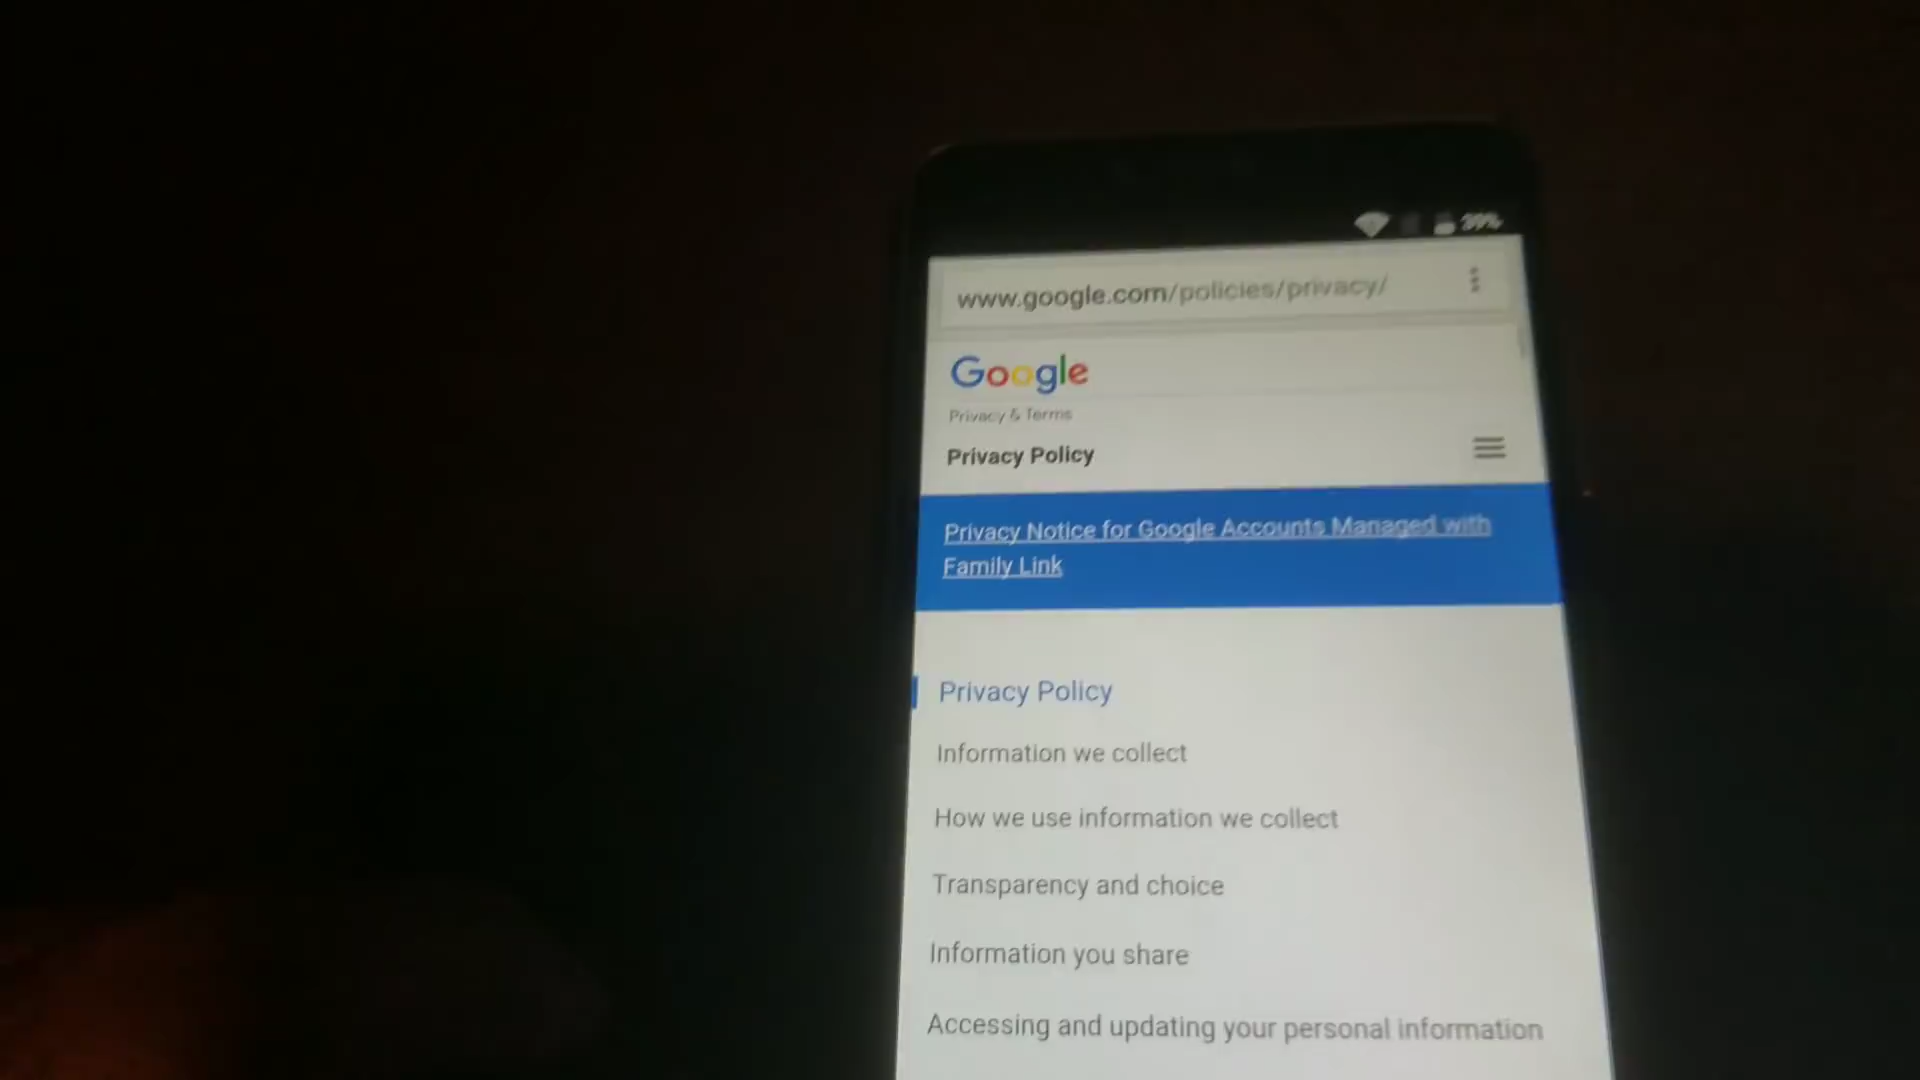 39%
www.google.com/policies/privacy/
Google
Privacy & Terms
Privacy Policy
Privacy Notice for Google Accounts Managed with
Family Link
Privacy Policy
Information we collect
How we use information we collect
Transparency and choice
Information you share
Accessing and updating your personal information